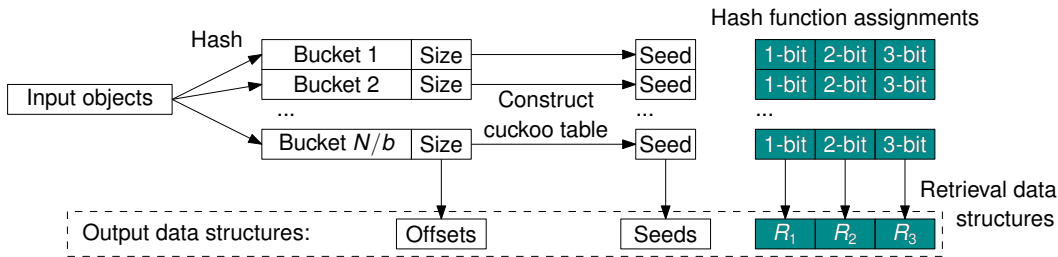 Hash function assignments
Hash
Bucket 1 Size Seed 1-bit 2-bit 3-bit
Bucket 2 Size Seed 1-bit 2-bit 3-bit
Input objects
... Construct ... ...
cuckoo table
Bucket N/b Size Seed 1-bit 2-bit 3-bit
Retrieval data
structures
Output data structures: Offsets Seeds R1 R2 R3